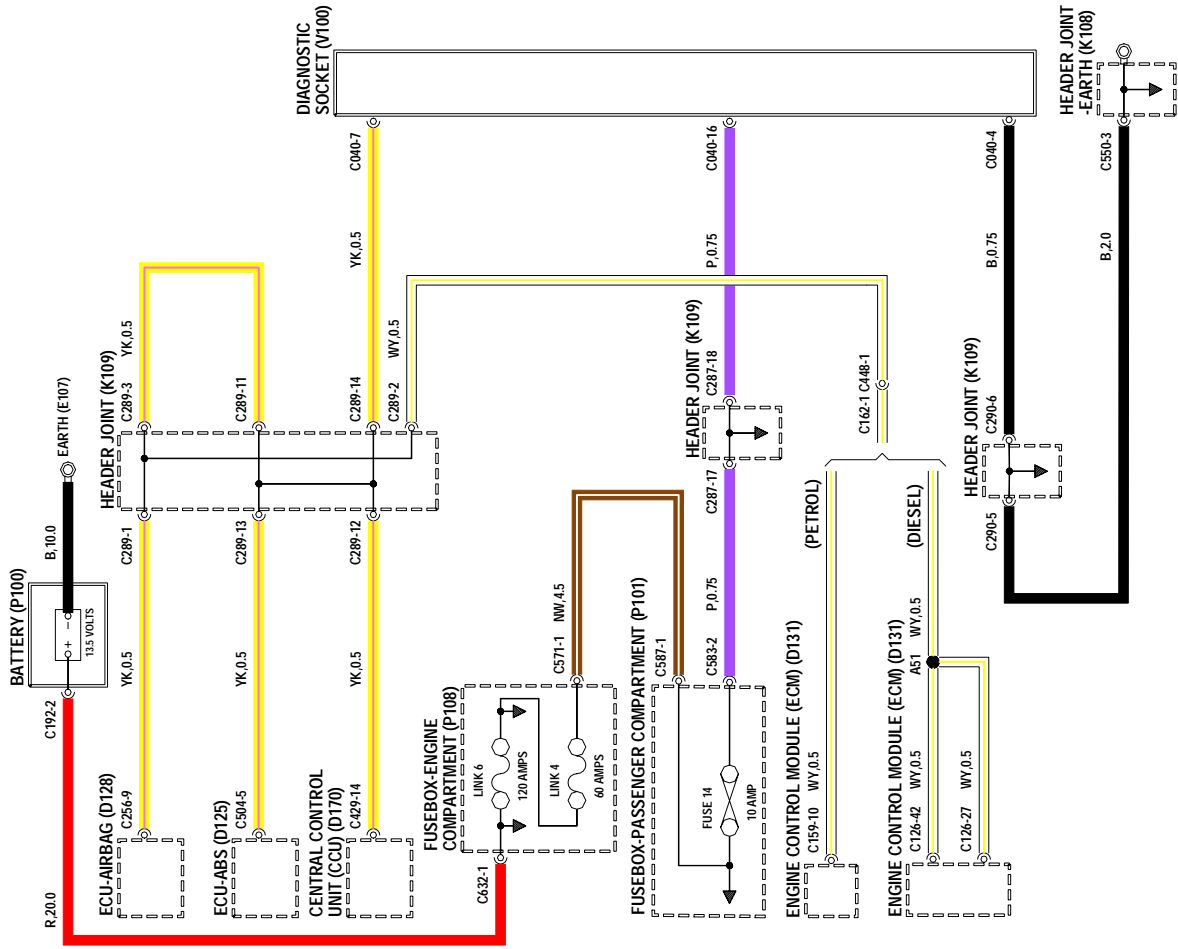 DIAGNOSTIC
SOCKET (V100)
HEADER JOINT
-EARTH (K108)
C040-7
C040-16
C040-4
C550-3
YK,0.5
P,0.75
B,0.75
B,2.0
YK,0.5
WY,0.5
HEADER JOINT (K109)
C289-3
C289-11
C289-14
C289-2
HEADER JOINT (K109)
C287-18
C162-1
C448-1
HEADER JOINT (K109)
C290-6
EARTH (E107)
B,10.0
C289-1
C289-13
C289-12
C287-17
C290-5
(PETROL)
(DIESEL)
BATTERY (P100)
+
-
13.5 VOLTS
C192-2
YK,0.5
YK,0.5
YK,0.5
C571-1
NW,4.5
C587-1
C583-2
P,0.75
A51
WY,0.5
FUSEBOX-ENGINE
COMPARTMENT (P108)
LINK 6
120 AMPS
LINK 4
60 AMPS
C632-1
FUSEBOX-PASSENGER COMPARTMENT (P101)
FUSE 14
10 AMP
ECU-AIRBAG (D128)
C256-9
ECU-ABS (D125)
C504-5
CENTRAL CONTROL
UNIT (CCU) (D170)
C429-14
R,20.0
ENGINE CONTROL MODULE (ECM) (D131)
C159-10
WY,0.5
ENGINE CONTROL MODULE (ECM) (D131)
C126-42
WY,0.5
C126-27
WY,0.5